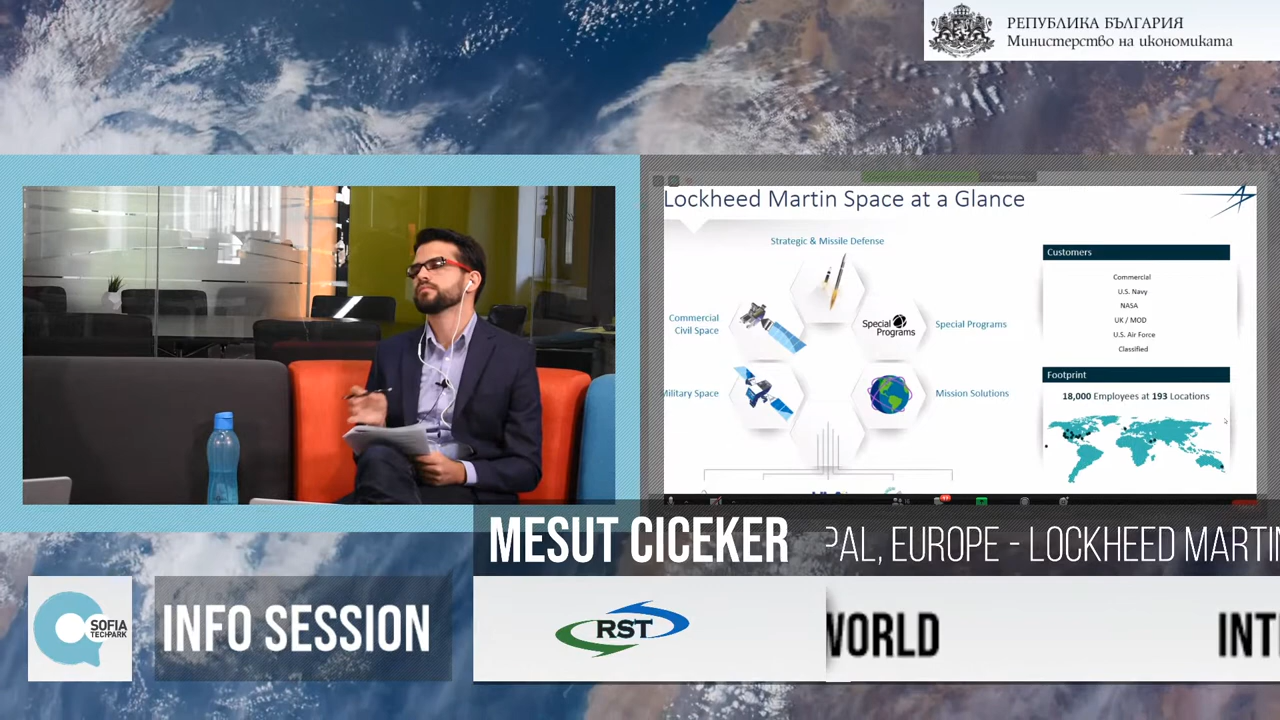 РЕПУБЛИКА БЪЛГАРИЯ
Министерство на икономиката
Lockheed Martin Space at a Glance
Strategic & Missile Defense
Commercial
Civil Space
Special
Programs
Special Programs
Military Space
Mission Solutions
Customers
Commercial
U.S. Navy
NASA
UK / MOD
U.S. Air Force
Classified
Footprint
18,000 Employees at 193 Locations
MESUT CICEKER
PAL, EUROPE - LOCKHEED MARTIN
SOFIA
TECHPARK
INFO SESSION
RST
WORLD
INT